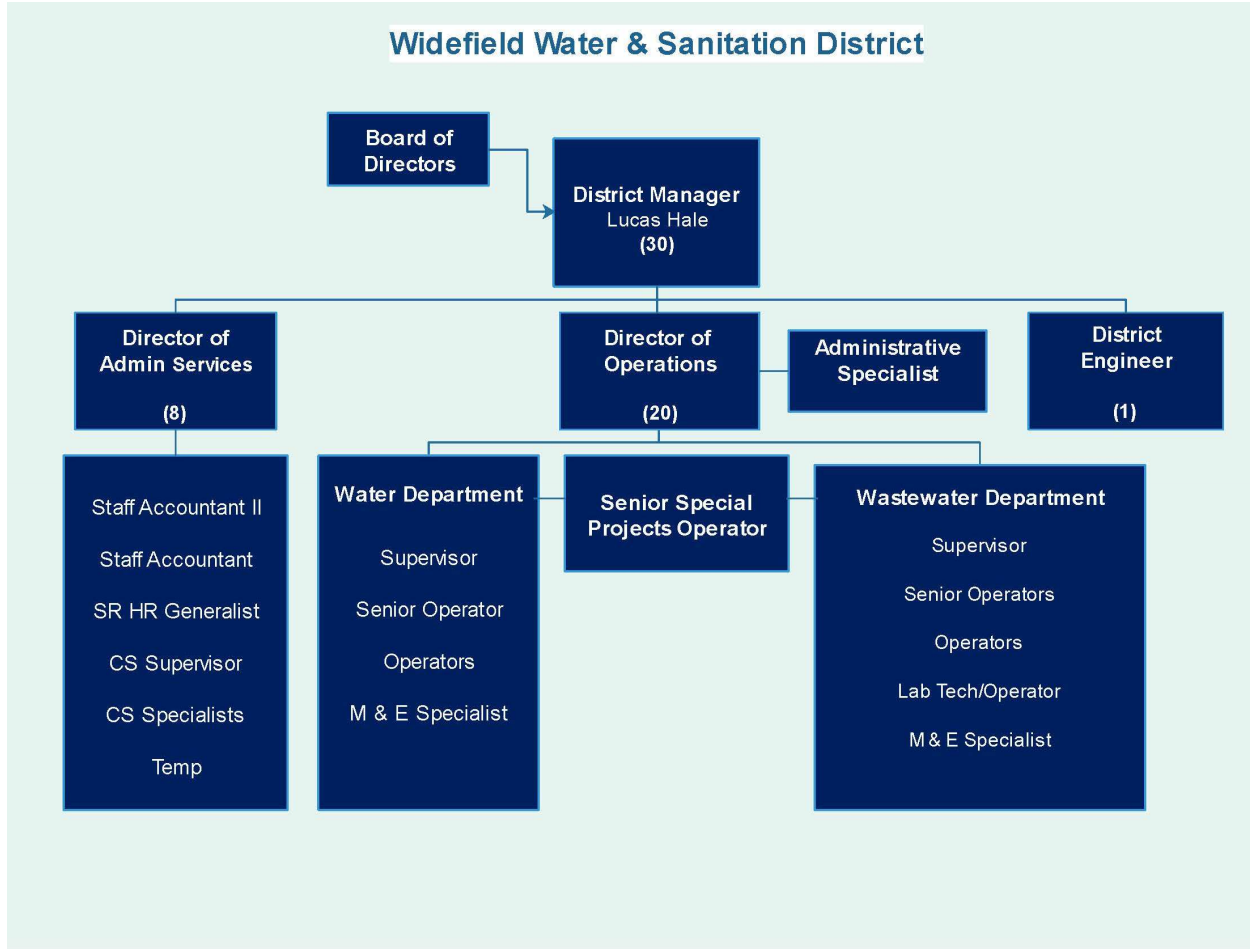 Widefield Water & Sanitation District
Board of
Directors
District Manager
Lucas Hale
(30)
Director of
Admin Services
(8)
Director of
Operations
(20)
Administrative
Specialist
District
Engineer
(1)
Staff Accountant II
Staff Accountant
SR HR Generalist
CS Supervisor
CS Specialists
Temp
Water Department
Supervisor
Senior Operator
Operators
M & E Specialist
Senior Special
Projects Operator
Wastewater Department
Supervisor
Senior Operators
Operators
Lab Tech/Operator
M & E Specialist